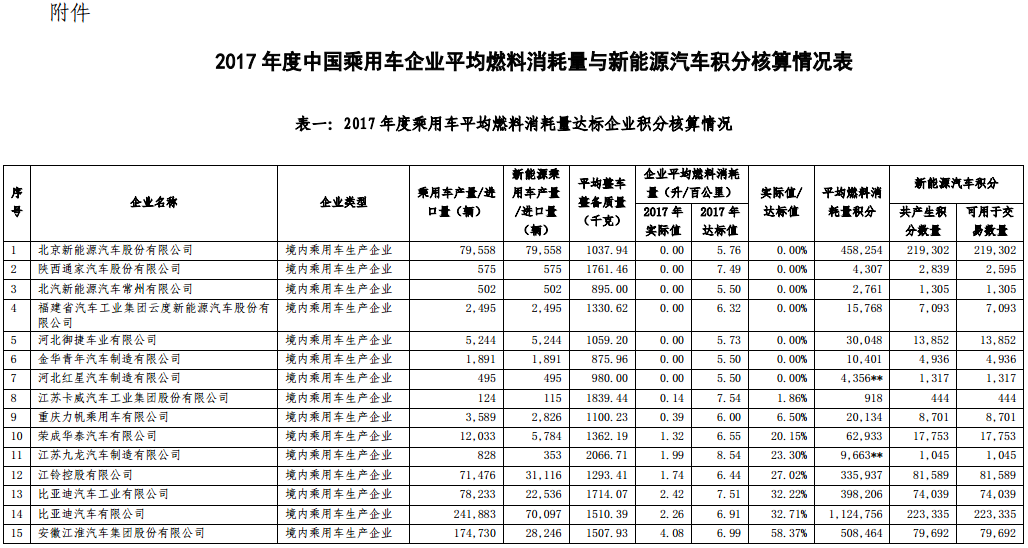 附件
2017 年度中国乘用车企业平均燃料消耗量与新能源汽车积分核算情况表
表一：2017 年度乘用车平均燃料消耗量达标企业积分核算情况
序号 企业名称 企业类型 乘用车产量/进口量（辆） 新能源乘用车产量/进口量（辆） 平均整车整备质量（千克） 企业平均燃料消耗量（升/百公里） 实际值/达标值 平均燃料消耗量积分 新能源汽车积分
2017 年实际值 2017 年达标值 共产生积分数量 可用于交易数量
1 北京新能源汽车股份有限公司 境内乘用车生产企业 79,558 79,558 1037.94 0.00 5.76 0.00% 458,254 219,302 219,302
2 陕西通家汽车股份有限公司 境内乘用车生产企业 575 575 1761.46 0.00 7.49 0.00% 4,307 2,839 2,595
3 北汽新能源汽车常州有限公司 境内乘用车生产企业 502 502 895.00 0.00 5.50 0.00% 2,761 1,305 1,305
4 福建省汽车工业集团云度新能源汽车股份有限公司 境内乘用车生产企业 2,495 2,495 1330.62 0.00 6.32 0.00% 15,768 7,093 7,093
5 河北御捷车业有限公司 境内乘用车生产企业 5,244 5,244 1059.20 0.00 5.73 0.00% 30,048 13,852 13,852
6 金华青年汽车制造有限公司 境内乘用车生产企业 1,891 1,891 875.96 0.00 5.50 0.00% 10,401 4,936 4,936
7 河北红星汽车制造有限公司 境内乘用车生产企业 495 495 980.00 0.00 5.50 0.00% 4,356** 1,317 1,317
8 江苏卡威汽车工业集团股份有限公司 境内乘用车生产企业 124 115 1839.44 0.14 7.54 1.86% 918 444 444
9 重庆力帆乘用车有限公司 境内乘用车生产企业 3,589 2,826 1100.23 0.39 6.00 6.50% 20,134 8,701 8,701
10 荣成华泰汽车有限公司 境内乘用车生产企业 12,033 5,784 1362.19 1.32 6.55 20.15% 62,933 17,753 17,753
11 江苏九龙汽车制造有限公司 境内乘用车生产企业 828 353 2066.71 1.99 8.54 23.30% 9,663** 1,045 1,045
12 江铃控股有限公司 境内乘用车生产企业 71,476 31,116 1293.41 1.74 6.44 27.02% 335,937 81,589 81,589
13 比亚迪汽车工业有限公司 境内乘用车生产企业 78,233 22,536 1714.07 2.42 7.51 32.22% 398,206 74,039 74,039
14 比亚迪汽车有限公司 境内乘用车生产企业 241,883 70,097 1510.39 2.26 6.91 32.71% 1,124,756 223,335 223,335
15 安徽江淮汽车集团股份有限公司 境内乘用车生产企业 174,730 28,246 1507.93 4.08 6.99 58.37% 508,464 79,692 79,692